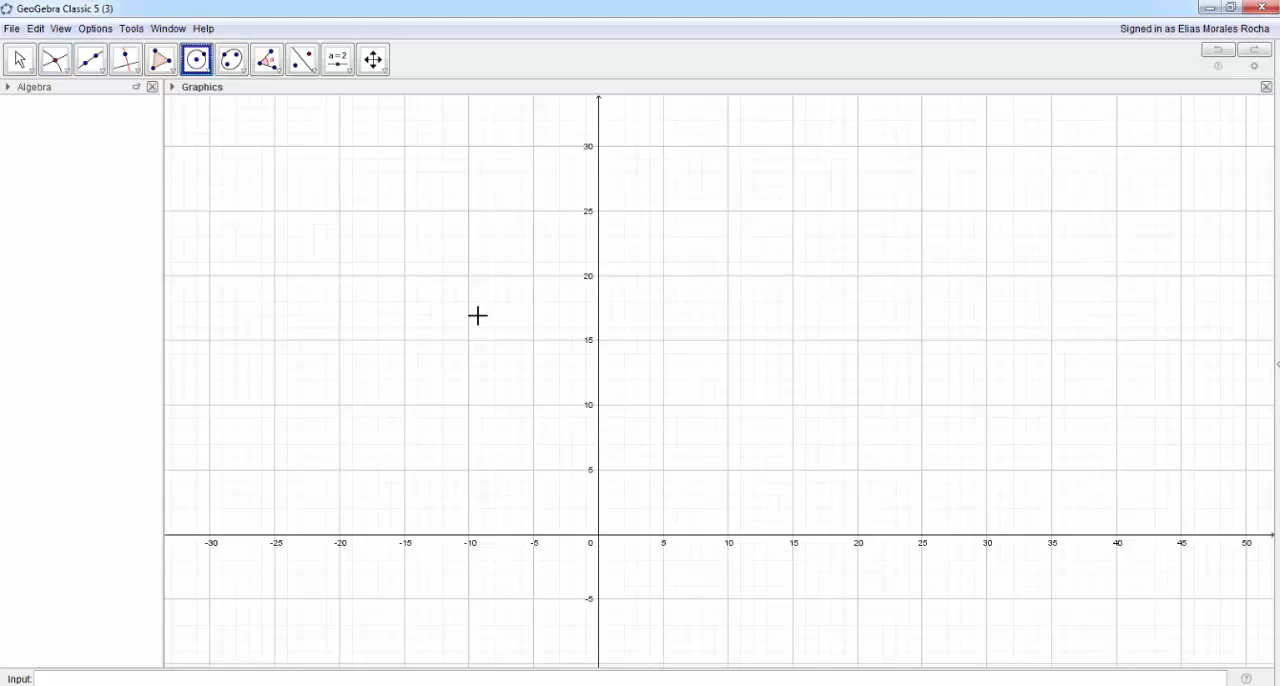 GeoGebra Classic 5 (3)
File Edit View Options Tools Window Help
Signed in as Elias Morales Rocha
a=2
Algebra
Graphics
30
25
20
15
10
5
-30 -25 -20 -15 -10 -5 0 5 10 15 20 25 30 35 40 45 50
-5
Input: